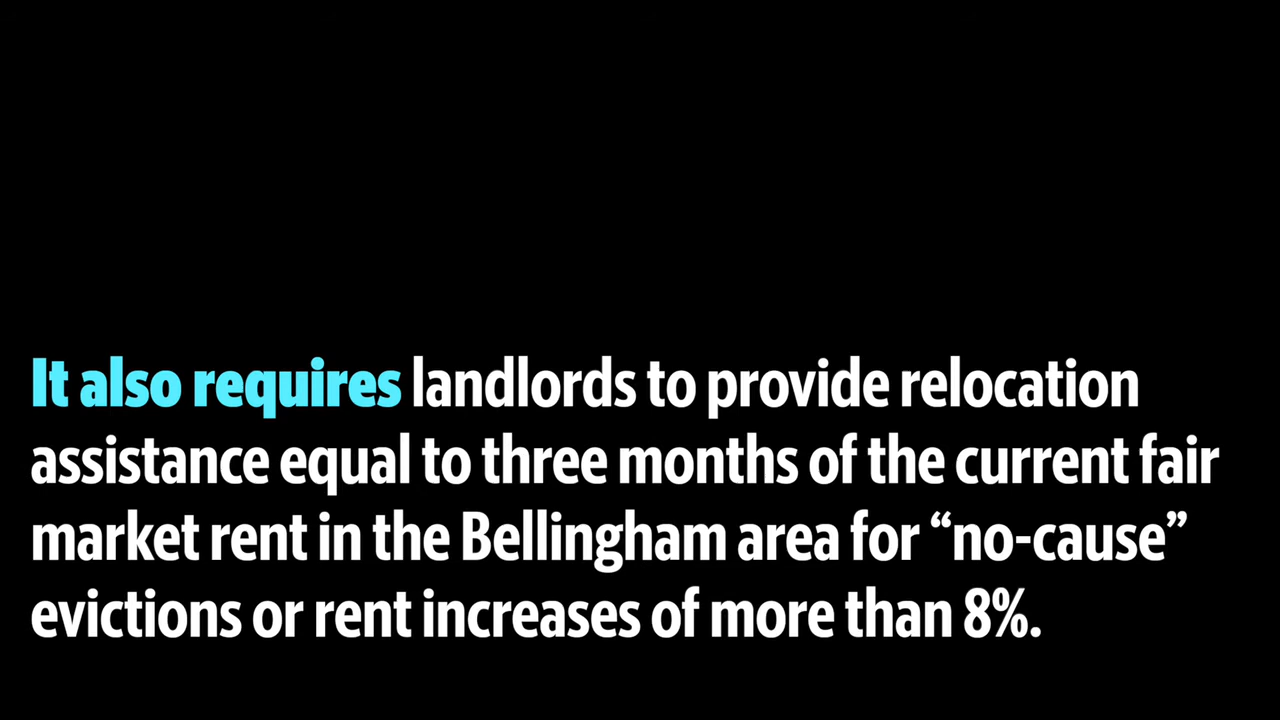 It also requires landlords to provide relocation
assistance equal to three months of the current fair
market rent in the Bellingham area for “no-cause”
evictions or rent increases of more than 8%.